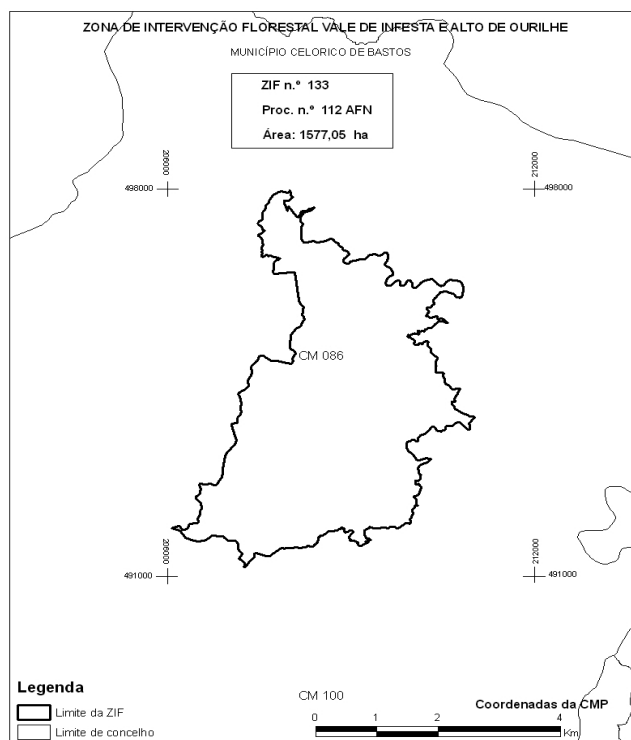 ZONA DE INTERVENÇÃO FLORESTAL VALE DE INFESTA E ALTO DE OURILHE
MUNICÍPIO CELORICO DE BASTOS
ZIF n.º 133
Proc. n.º 112 AFN
Área: 1577,05 ha
206000
212000
498000
498000
CM 086
206000
212000
491000
491000
Legenda
Limite da ZIF
Limite de concelho
CM 100
Coordenadas da CMP
0 1 2 4
Km